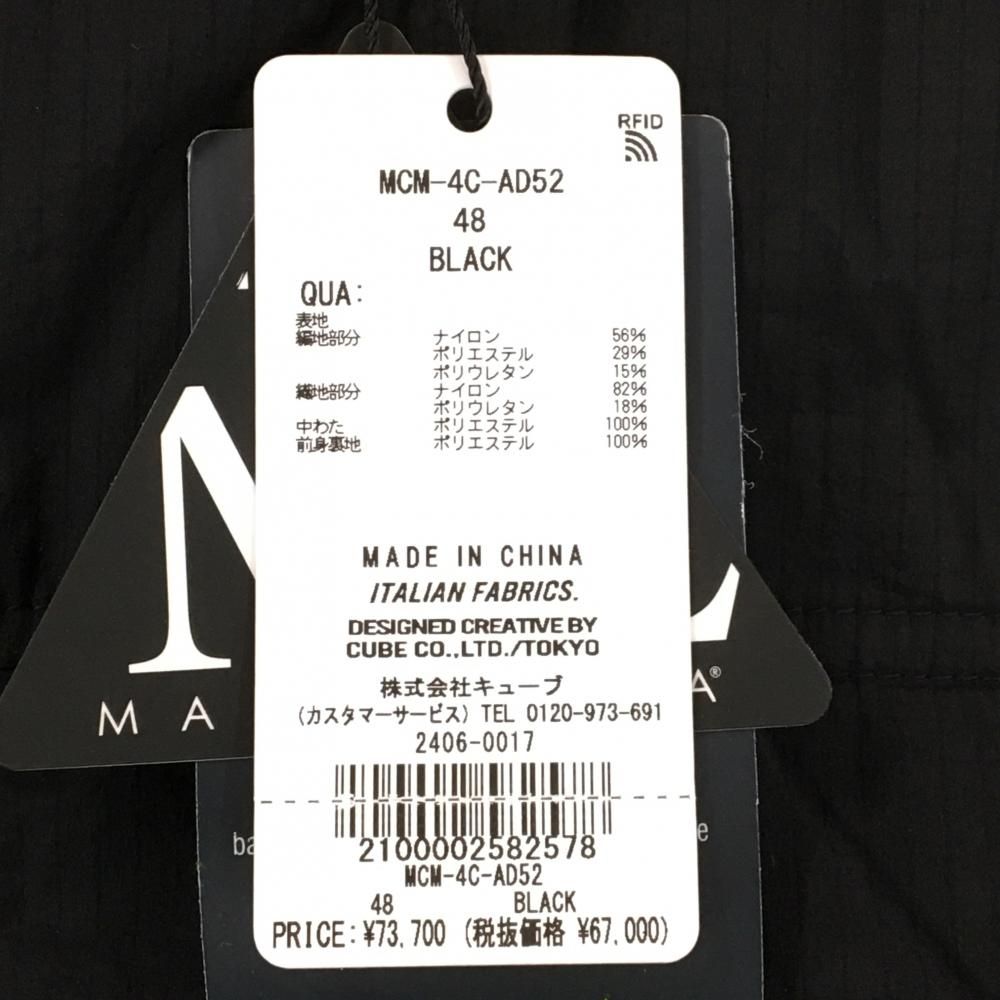 RFID
MCM-4C-AD52
48
BLACK
QUA:
表地
編地部分 ナイロン 56%
ポリエステル 29%
ポリウレタン 15%
織地部分 ナイロン 82%
ポリウレタン 18%
中わた ポリエステル 100%
前身裏地 ポリエステル 100%
MADE IN CHINA
ITALIAN FABRICS.
DESIGNED CREATIVE BY
CUBE CO.,LTD./TOKYO
株式会社キューブ
(カスタマーサービス) TEL 0120-973-691
2406-0017
2100002582578
MCM-4C-AD52
48 BLACK
PRICE:¥73,700 (税抜価格 ¥67,000)
M A
A®
ba
e